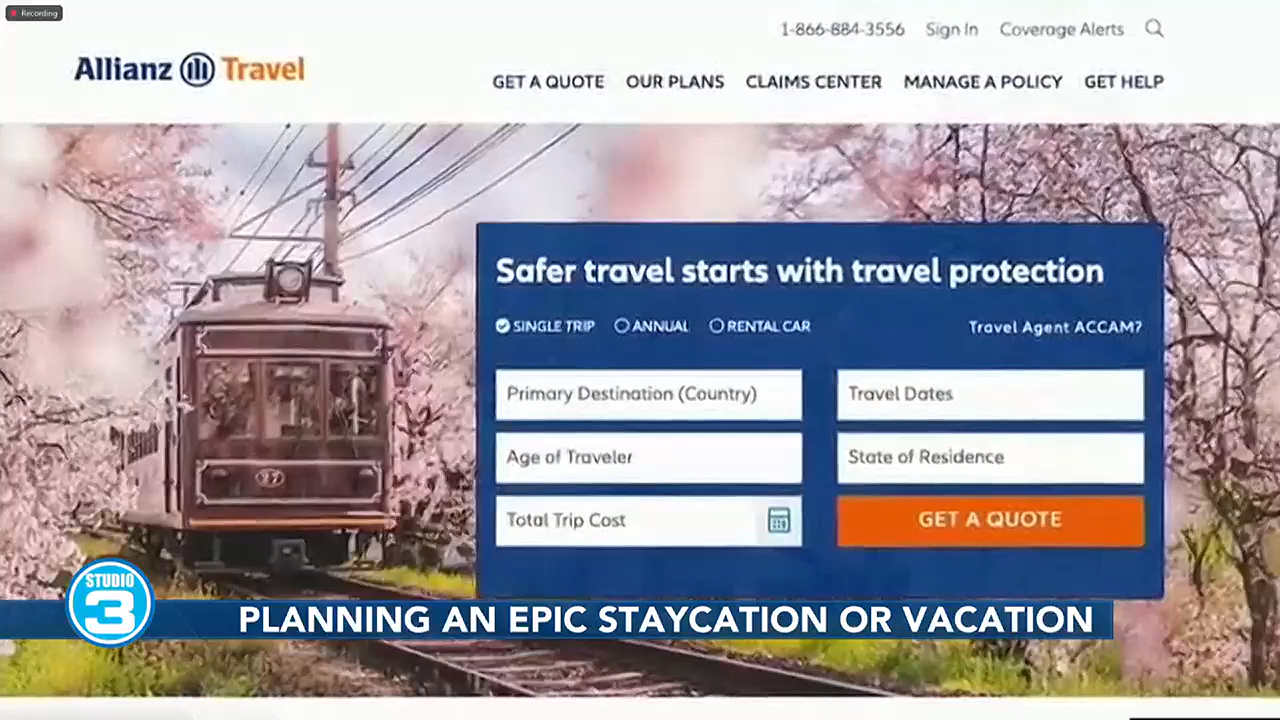 Recording
1-866-884-3556 Sign In Coverage Alerts
Allianz Travel
GET A QUOTE OUR PLANS CLAIMS CENTER MANAGE A POLICY GET HELP
Safer travel starts with travel protection
SINGLE TRIP ANNUAL RENTAL CAR Travel Agent ACCAM?
Primary Destination (Country) Travel Dates
Age of Traveler State of Residence
Total Trip Cost GET A QUOTE
77
STUDIO
3
PLANNING AN EPIC STAYCATION OR VACATION